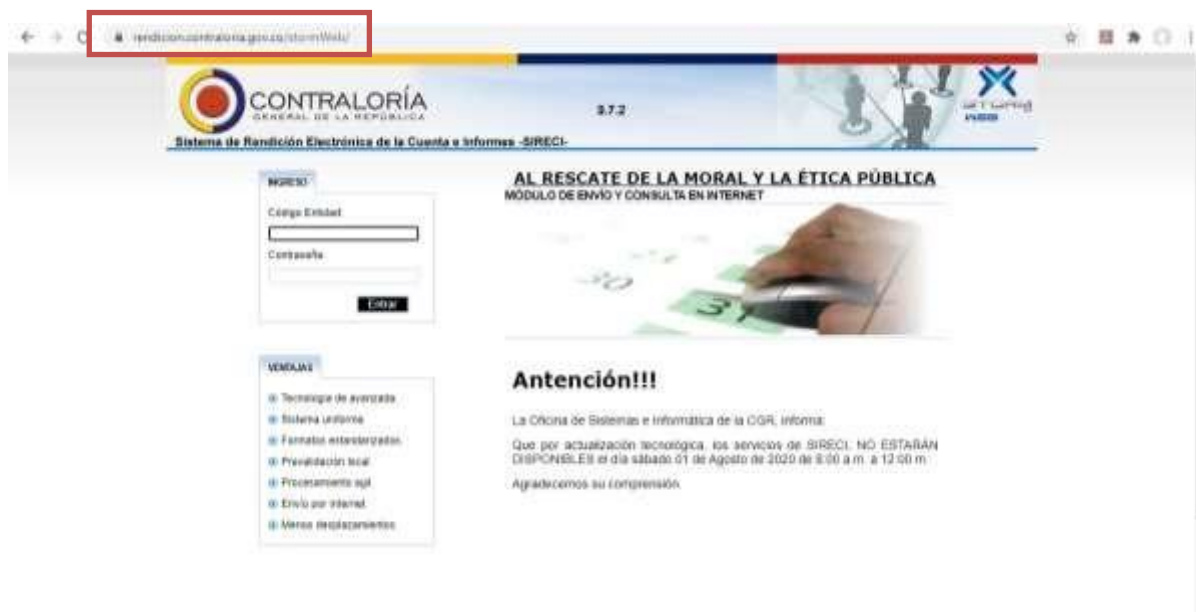 rendicion.contraloria.gov.co/stormWeb/
CONTRALORÍA
GENERAL DE LA REPÚBLICA
3.7.2
STORM
WEB
Sistema de Rendición Electrónica de la Cuenta e Informes -SIRECI-
INGRESO
Código Entidad
Contraseña
Entrar
AL RESCATE DE LA MORAL Y LA ÉTICA PÚBLICA
MÓDULO DE ENVÍO Y CONSULTA EN INTERNET
30
31
VENTAJAS
Tecnología de avanzada
Sistema uniforme
Formatos estandarizados
Prevalidación local
Procesamiento ágil
Envío por internet
Menos desplazamientos
Antención!!!
La Oficina de Sistemas e Informática de la CGR, informa:
Que por actualización tecnológica, los servicios de SIRECI, NO ESTARÁN
DISPONIBLES el día sábado 01 de Agosto de 2020 de 8:00 a.m. a 12:00 m.
Agradecemos su comprensión.